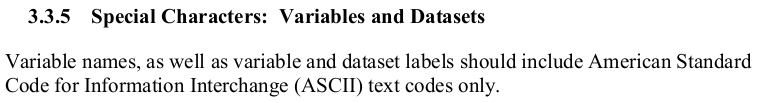 3.3.5 Special Characters: Variables and Datasets
Variable names, as well as variable and dataset labels should include American Standard
Code for Information Interchange (ASCII) text codes only.